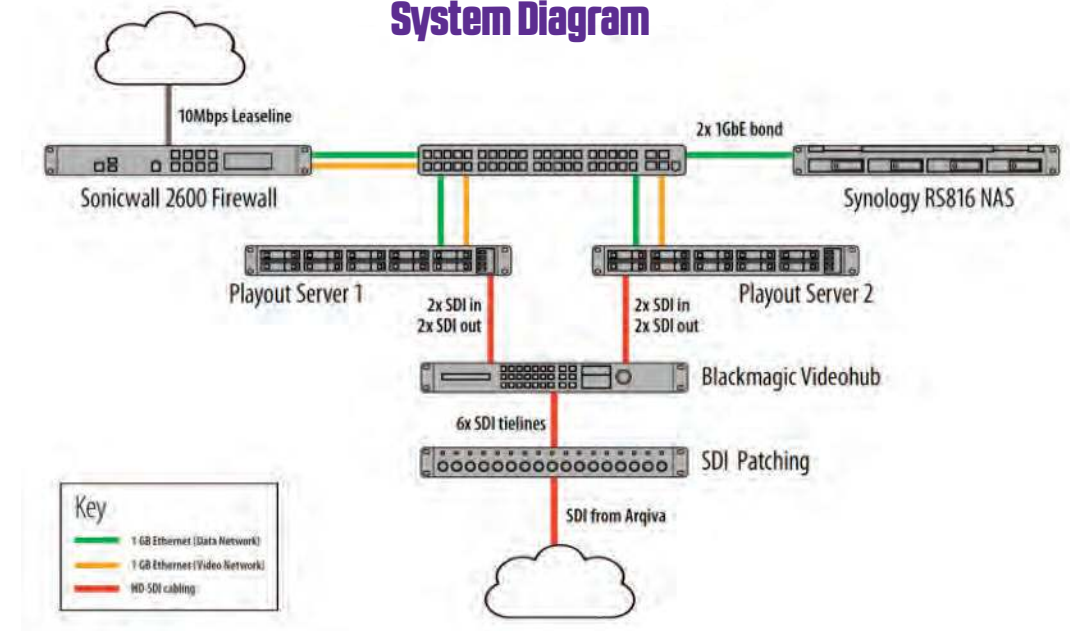 System Diagram
10Mbps Leaseline
2x 1GbE bond
Sonicwall 2600 Firewall
Synology RS816 NAS
Playout Server 1
Playout Server 2
2x SDI in
2x SDI out
2x SDI in
2x SDI out
Blackmagic Videohub
6x SDI tielines
SDI Patching
SDI from Arqiva
Key
1 GB Ethernet (Data Network)
1 GB Ethernet (Video Network)
HD-SDI cabling